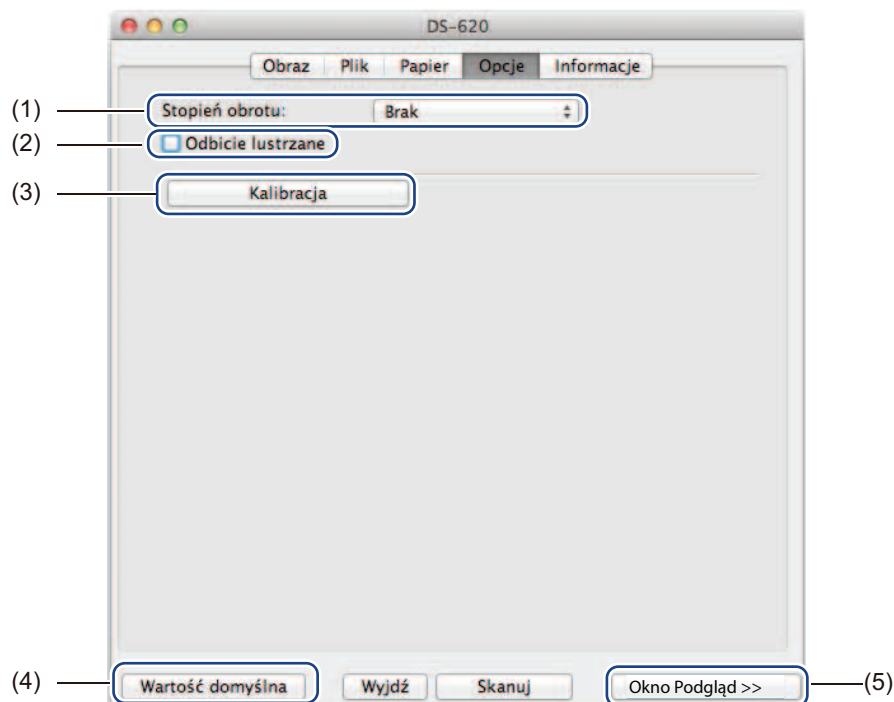 DS-620
Obraz Plik Papier Opcje Informacje
(1) Stopień obrotu: Brak
(2) Odbicie lustrzane
(3) Kalibracja
(4) Wartość domyślna Wyjdź Skanuj Okno Podgląd >> (5)